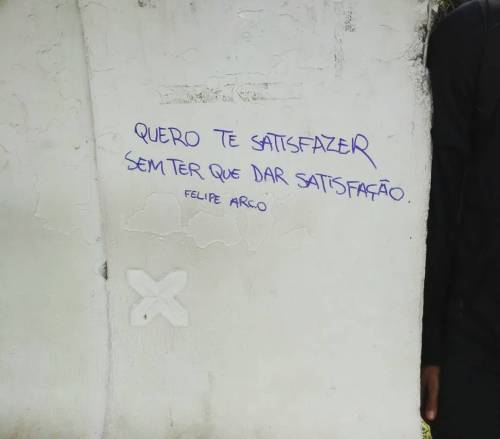 QUERO TE SATISFAZER
SEM TER QUE DAR SATISFAÇÃO.
FELIPE ARCO